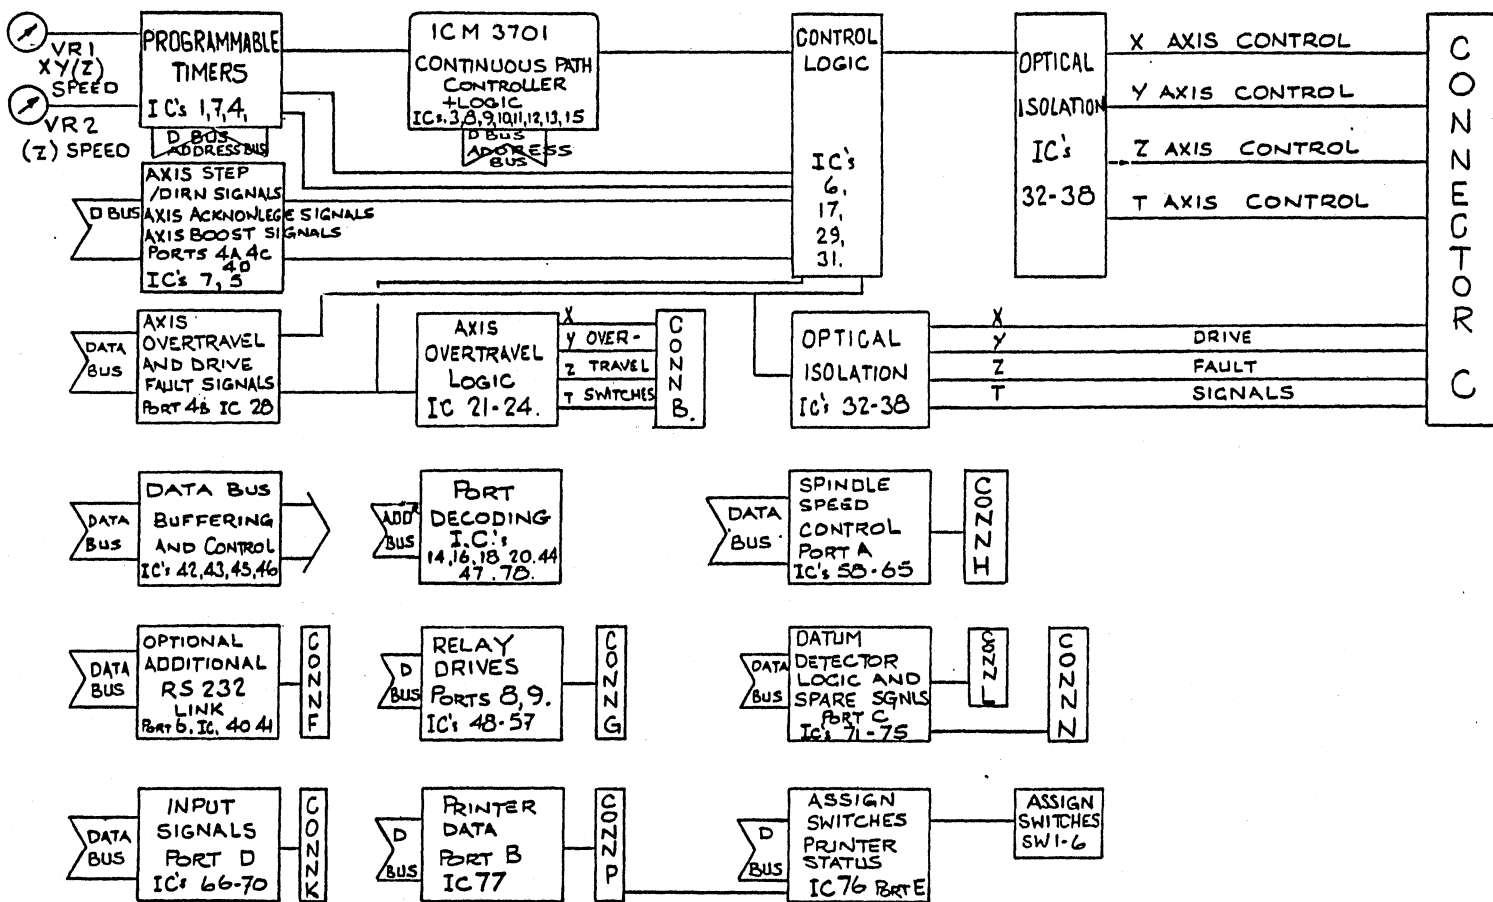 VR1
XY(Z)
SPEED
VR2
(Z) SPEED
PROGRAMMABLE
TIMERS
IC's 1,7,4,
D BUS
ADDRESS BUS
ICM 3701
CONTINUOUS PATH
CONTROLLER
+LOGIC
ICs.3,8,9,10,11,12,13,15
D BUS
ADDRESS
BUS
CONTROL
LOGIC
IC's
6,
17,
29,
31.
OPTICAL
ISOLATION
IC's
32-38
X AXIS CONTROL
Y AXIS CONTROL
Z AXIS CONTROL
T AXIS CONTROL
CONNECTOR C
D BUS
AXIS STEP
/DIRN SIGNALS
AXIS ACKNOWLEGE SIGNALS
AXIS BOOST SIGNALS
PORTS 4A 4C
4D
IC's 7, 5
DATA
BUS
AXIS
OVERTRAVEL
AND DRIVE
FAULT SIGNALS
PORT 4B IC 28
AXIS
OVERTRAVEL
LOGIC
IC 21-24.
X
Y OVER-
Z TRAVEL
T SWITCHES
CONN B.
OPTICAL
ISOLATION
IC's 32-38
X
Y DRIVE
Z FAULT
T SIGNALS
DATA
BUS
DATA BUS
BUFFERING
AND CONTROL
IC's 42,43,45,46
ADDR
BUS
PORT
DECODING
I.C.'s
14,16,18,20.44
47.78.
DATA
BUS
SPINDLE
SPEED
CONTROL
PORT A
IC's 58-65
CONN H
DATA
BUS
OPTIONAL
ADDITIONAL
RS 232
LINK
PORT 6. IC, 40 41
CONN F
D
BUS
RELAY
DRIVES
PORTS 8,9.
IC's 48-57
CONN G
DATA
BUS
DATUM
DETECTOR
LOGIC AND
SPARE SGNLS
PORT C
IC's 71-75
CONN L
CONN N
DATA
BUS
INPUT
SIGNALS
PORT D
IC's 66-70
CONN K
D
BUS
PRINTER
DATA
PORT B
IC 77
CONN P
D
BUS
ASSIGN
SWITCHES
PRINTER
STATUS
IC 76 PORT E
ASSIGN
SWITCHES
SW1-6